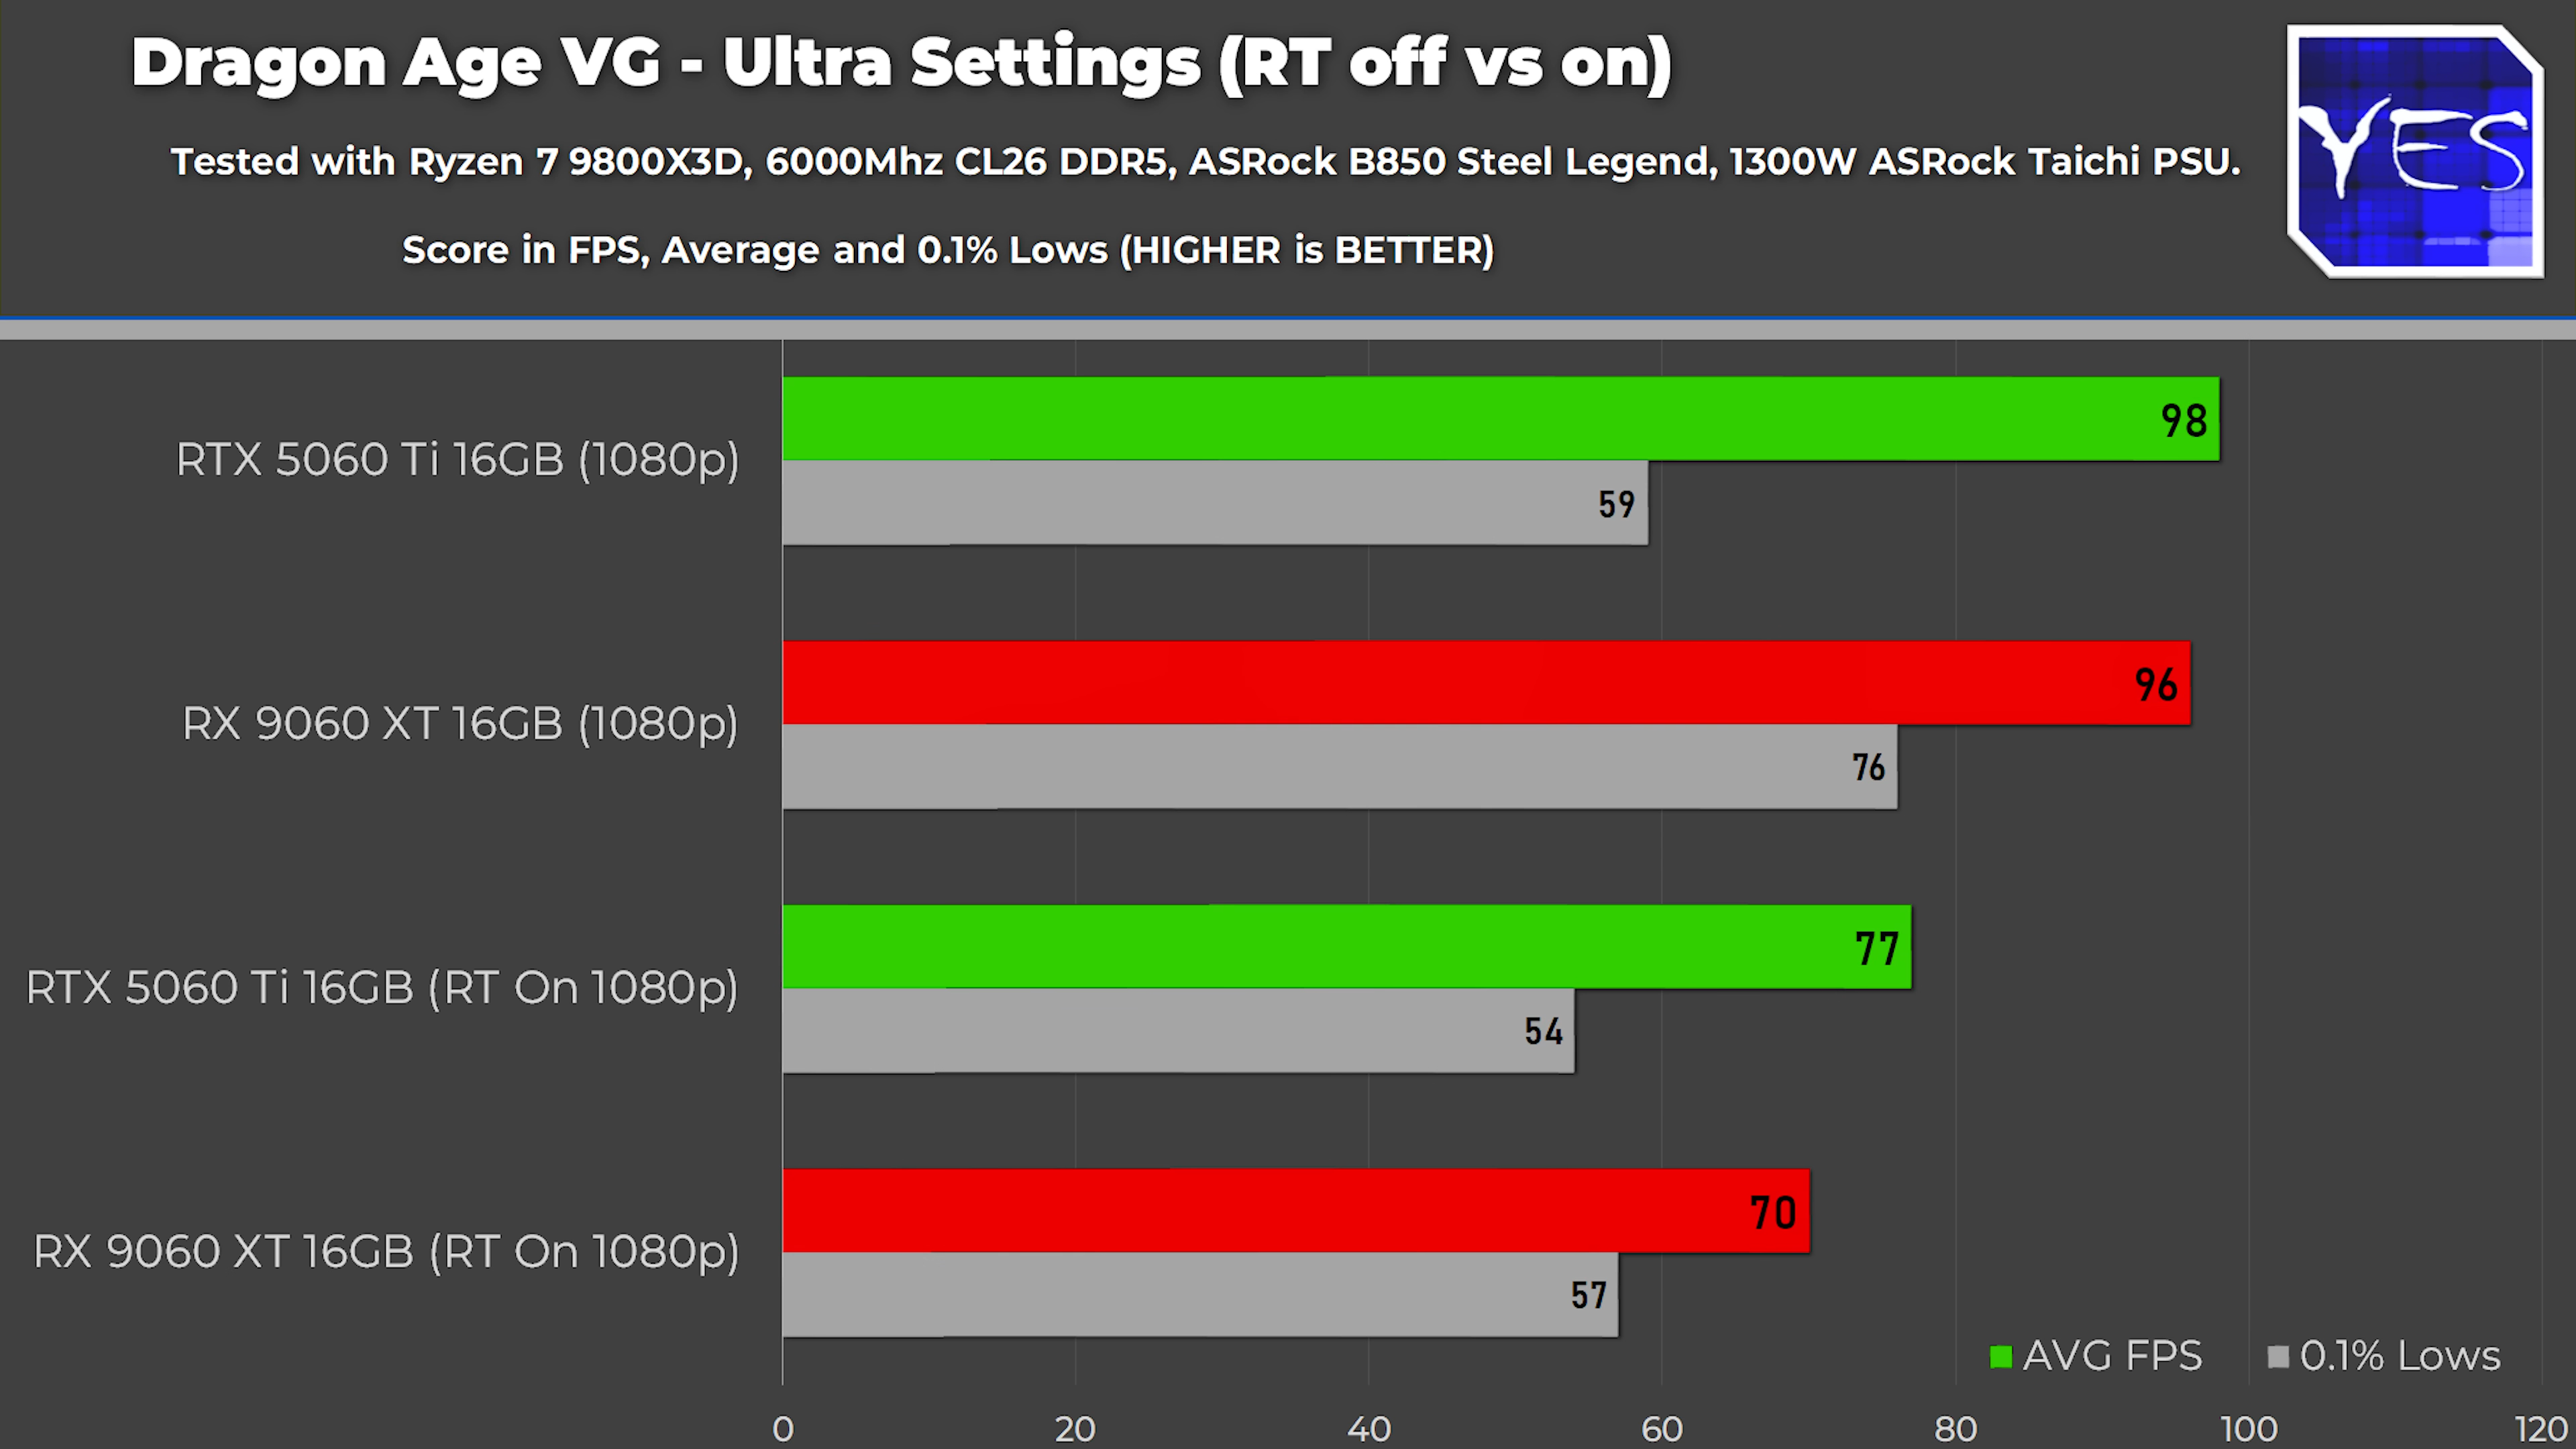 Dragon Age VG - Ultra Settings (RT off vs on)
Tested with Ryzen 7 9800X3D, 6000Mhz CL26 DDR5, ASRock B850 Steel Legend, 1300W ASRock Taichi PSU.
Score in FPS, Average and 0.1% Lows (HIGHER is BETTER)
YES
RTX 5060 Ti 16GB (1080p)
98
59
RX 9060 XT 16GB (1080p)
96
76
RTX 5060 Ti 16GB (RT On 1080p)
77
54
RX 9060 XT 16GB (RT On 1080p)
70
57
AVG FPS 0.1% Lows
0 20 40 60 80 100 120